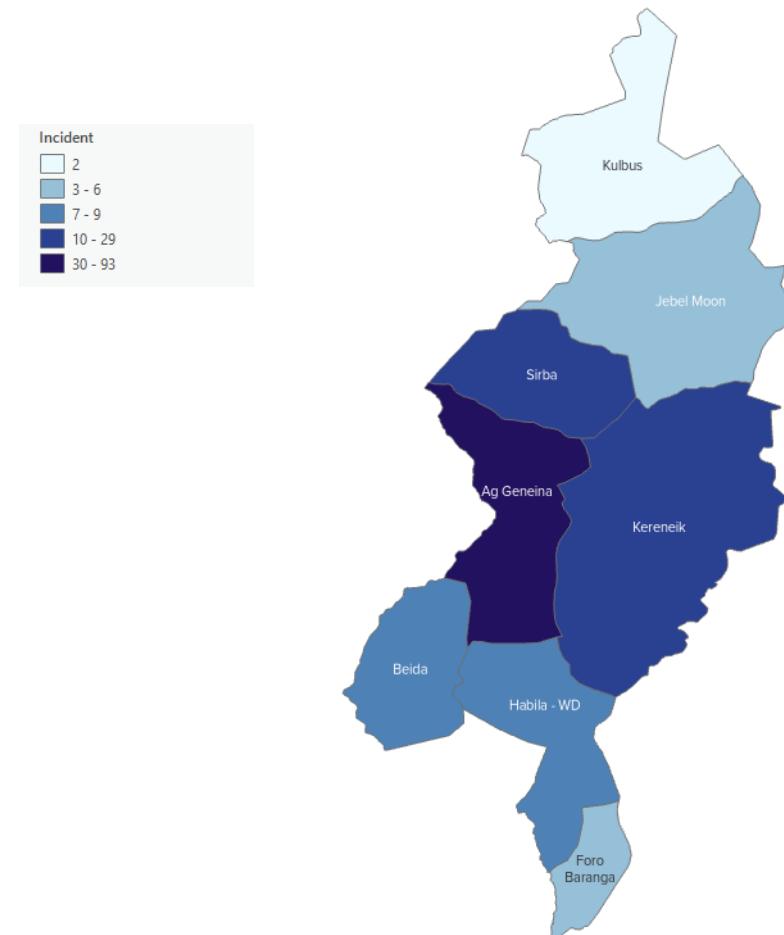 Incident
2
3 - 6
7 - 9
10 - 29
30 - 93
Kulbus
Jebel Moon
Sirba
Ag Geneina
Kereneik
Beida
Habila - WD
Foro
Baranga